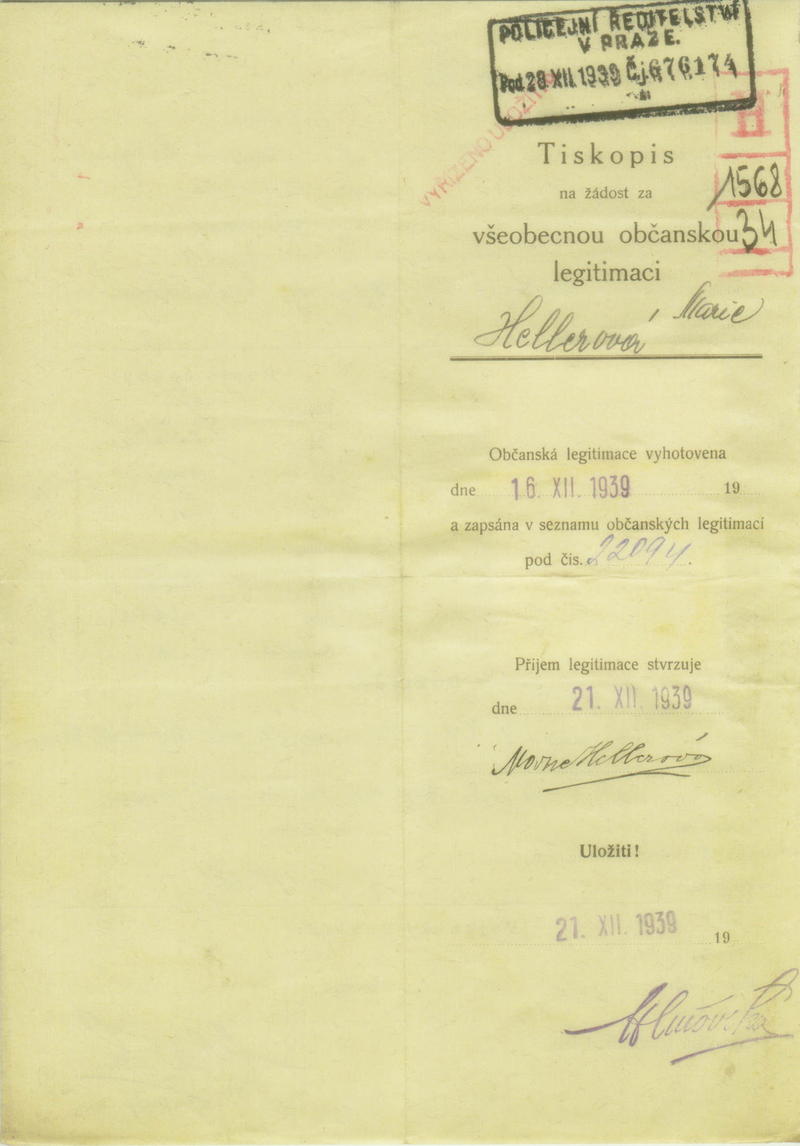 POLICEJNÍ ŘEDITELSTVÍ
V PRAZE.
Pod 28 XII. 1939 Čj. 676174
VYŘÍZENO ULOŽITI
H
Tiskopis
na žádost za
1568
všeobecnou občanskou
34
legitimaci
Hellerová Marie
Občanská legitimace vyhotovena
dne 16. XII. 1939 19
a zapsána v seznamu občanských legitimací
pod čís. 22094.
Příjem legitimace stvrzuje
dne 21. XII. 1939
Marie Hellerová
Uložiti!
21. XII. 1939 19